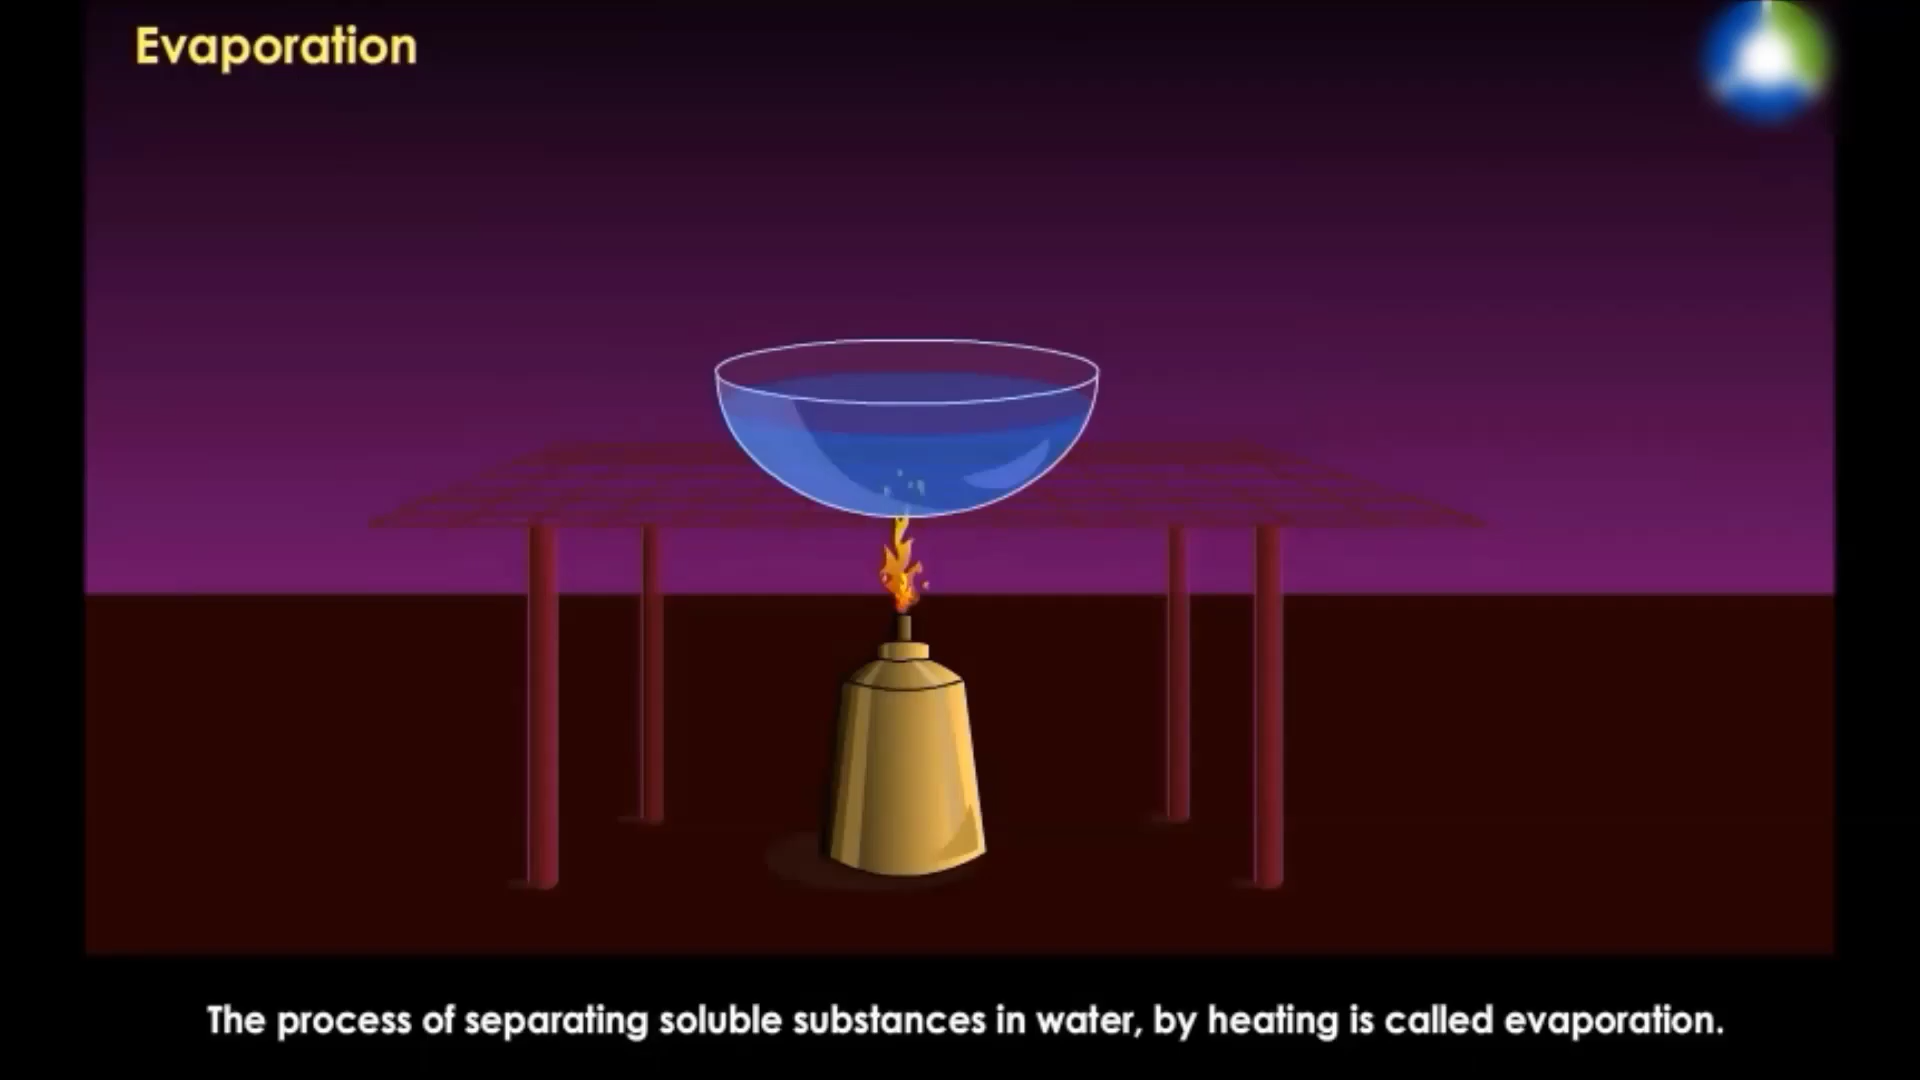 Evaporation
The process of separating soluble substances in water, by heating is called evaporation.